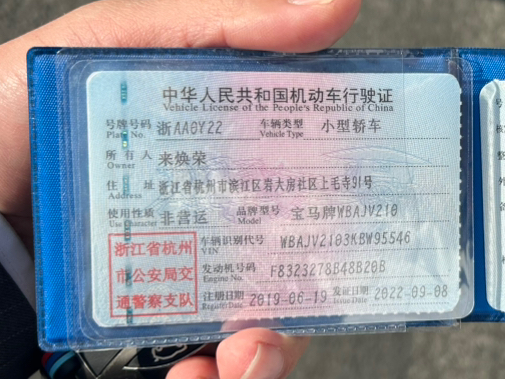 中华人民共和国机动车行驶证
Vehicle License of the People's Republic of China
号牌号码 浙AA0Y22 车辆类型 小型轿车
Plate No. Vehicle Type
所有人 来焕荣
Owner
住址 浙江省杭州市滨江区岩大房社区上毛寺91号
Address
使用性质 非营运 品牌型号 宝马牌WBAJV210
Use Character Model
浙江省杭州
市公安局交
通警察支队
车辆识别代号 WBAJV2103KBW95546
VIN
发动机号码 F8323278B48B20B
Engine No.
注册日期 2019-06-19 发证日期 2022-09-08
Register Date Issue Date